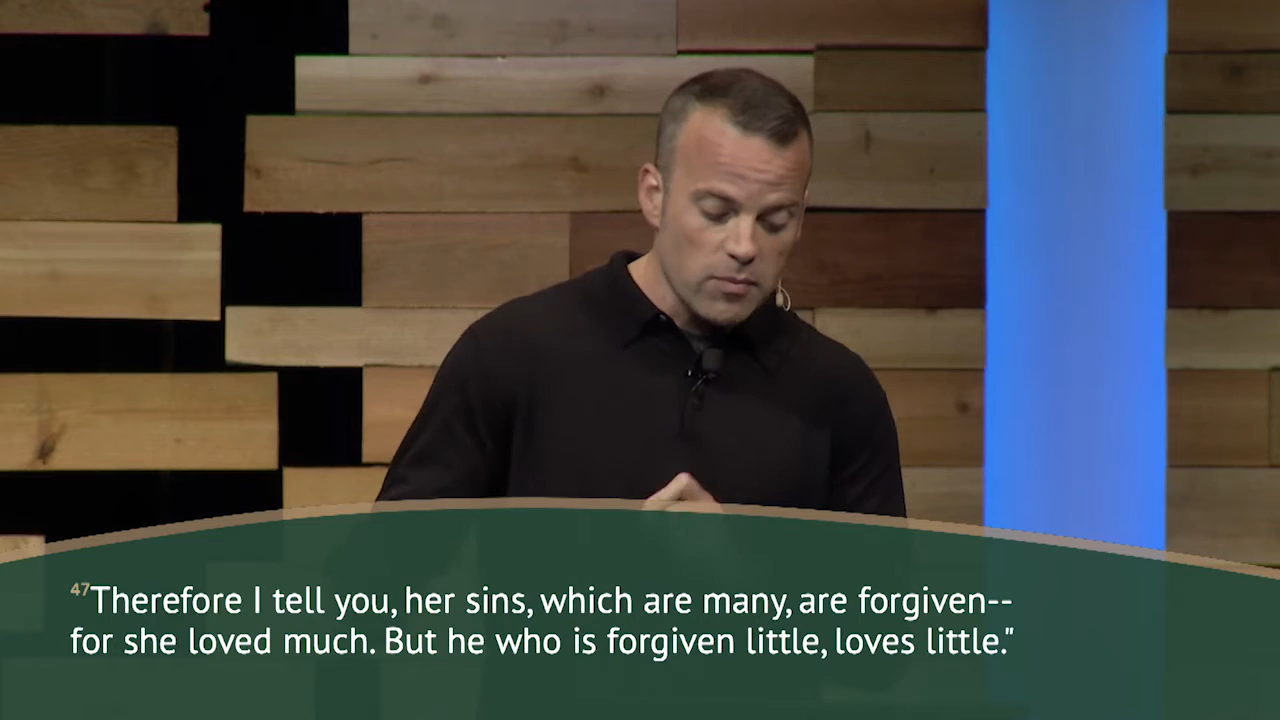 47Therefore I tell you, her sins, which are many, are forgiven--
for she loved much. But he who is forgiven little, loves little."